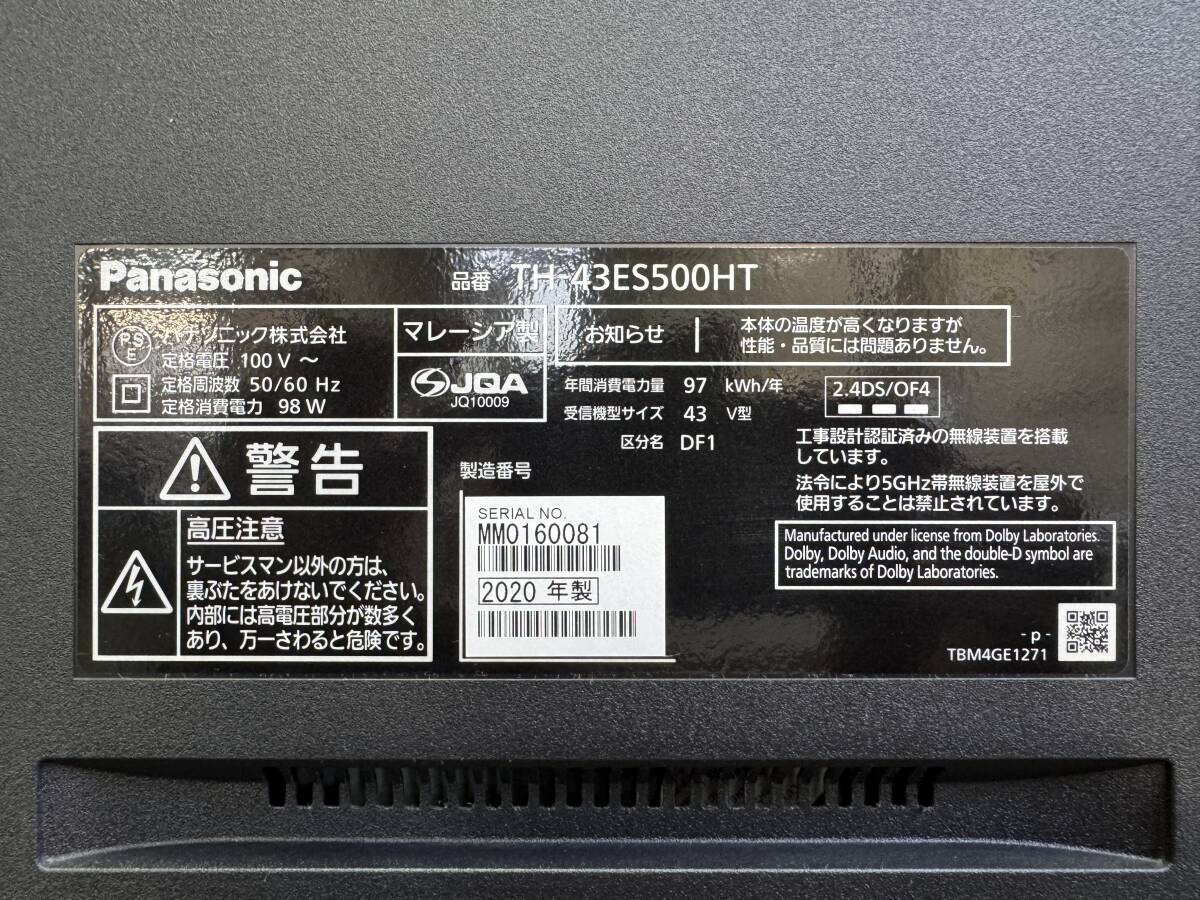 Panasonic
品番 TH-43ES500HT
PS
E
パナソニック株式会社
定格電圧 100 V ～
定格周波数 50/60 Hz
定格消費電力 98 W
マレーシア製
JQA
JQ10009
お知らせ
本体の温度が高くなりますが
性能・品質には問題ありません。
年間消費電力量 97 kWh/年
受信機型サイズ 43 V型
区分名 DF1
2.4DS/OF4
工事設計認証済みの無線装置を搭載
しています。
法令により5GHz帯無線装置を屋外で
使用することは禁止されています。
警告
高圧注意
サービスマン以外の方は、
裏ぶたをあけないでください。
内部には高電圧部分が数多く
あり、万一さわると危険です。
製造番号
SERIAL NO.
MM0160081
2020 年製
Manufactured under license from Dolby Laboratories.
Dolby, Dolby Audio, and the double-D symbol are
trademarks of Dolby Laboratories.
- p -
TBM4GE1271